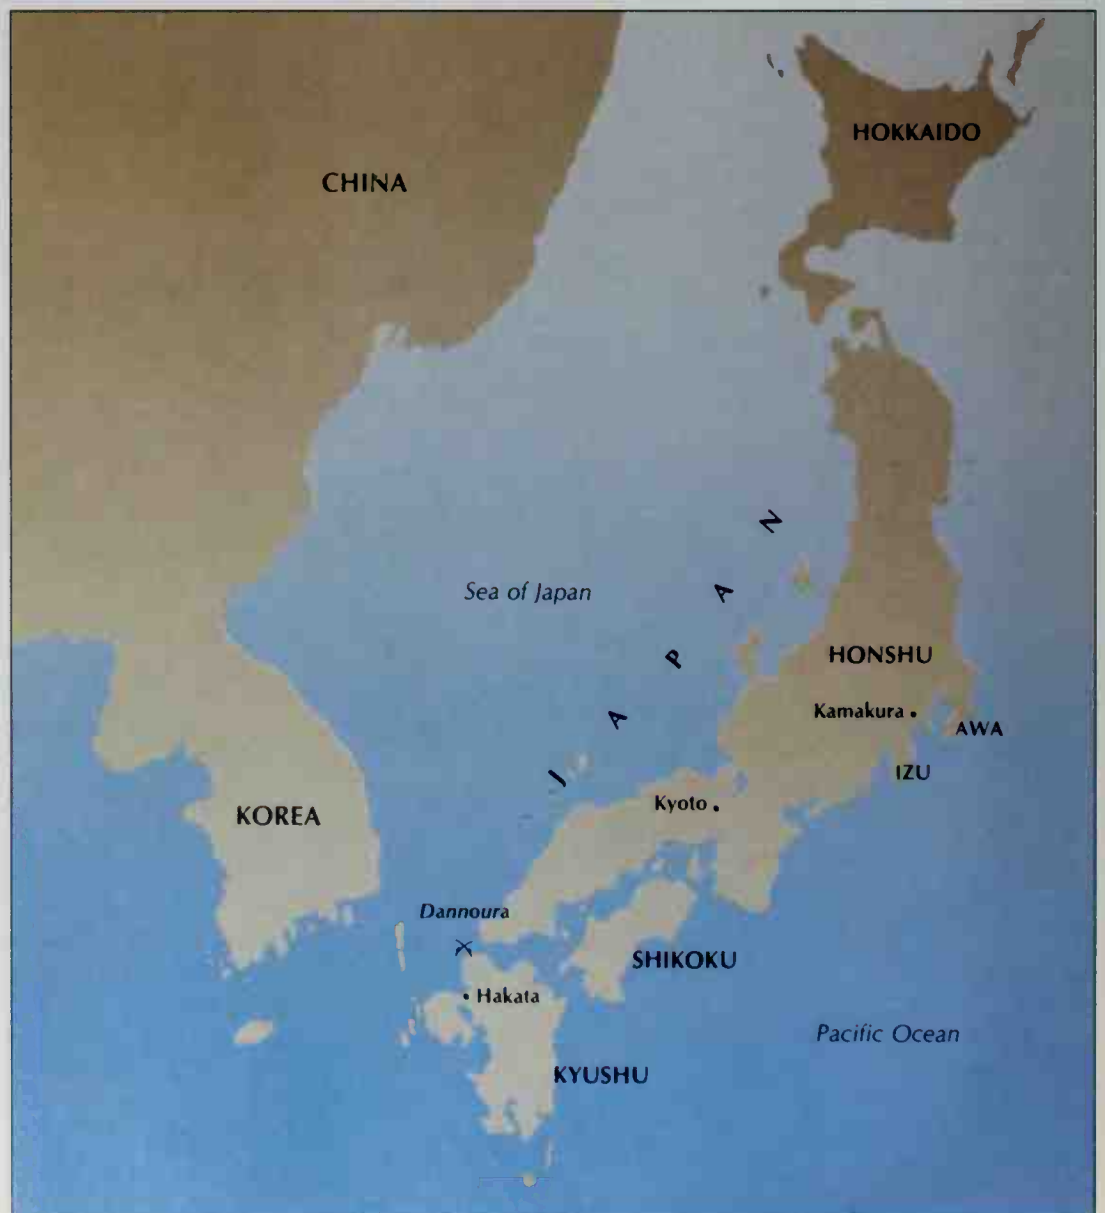 HOKKAIDO
CHINA
JAPAN
Sea of Japan
HONSHU
Kamakura
AWA
IZU
Kyoto
KOREA
Dannoura
SHIKOKU
Hakata
Pacific Ocean
KYUSHU